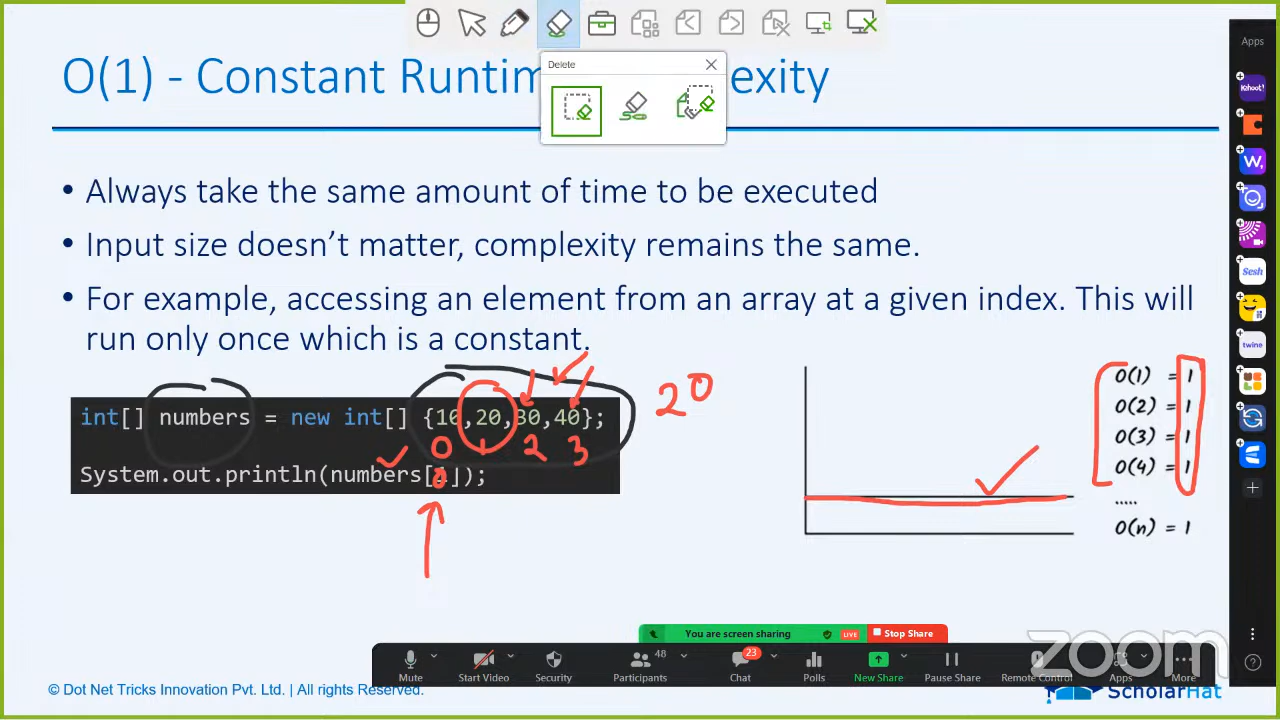 Delete
Apps
O(1) - Constant Runtim exity
Kahoot!
• Always take the same amount of time to be executed
• Input size doesn't matter, complexity remains the same.
• For example, accessing an element from an array at a given index. This will
run only once which is a constant.
Sesh
twine
int[] numbers = new int[] {10,20,30,40};
20
0 1 2 3
System.out.println(numbers[1]);
0
O(1) = 1
O(2) = 1
O(3) = 1
O(4) = 1
.....
O(n) = 1
You are screen sharing
LIVE
Stop Share
48
23
Mute
Start Video
Security
Participants
Chat
Polls
New Share
Pause Share
Remote Control
Apps
More
zoom
© Dot Net Tricks Innovation Pvt. Ltd. | All rights Reserved.
ScholarHat